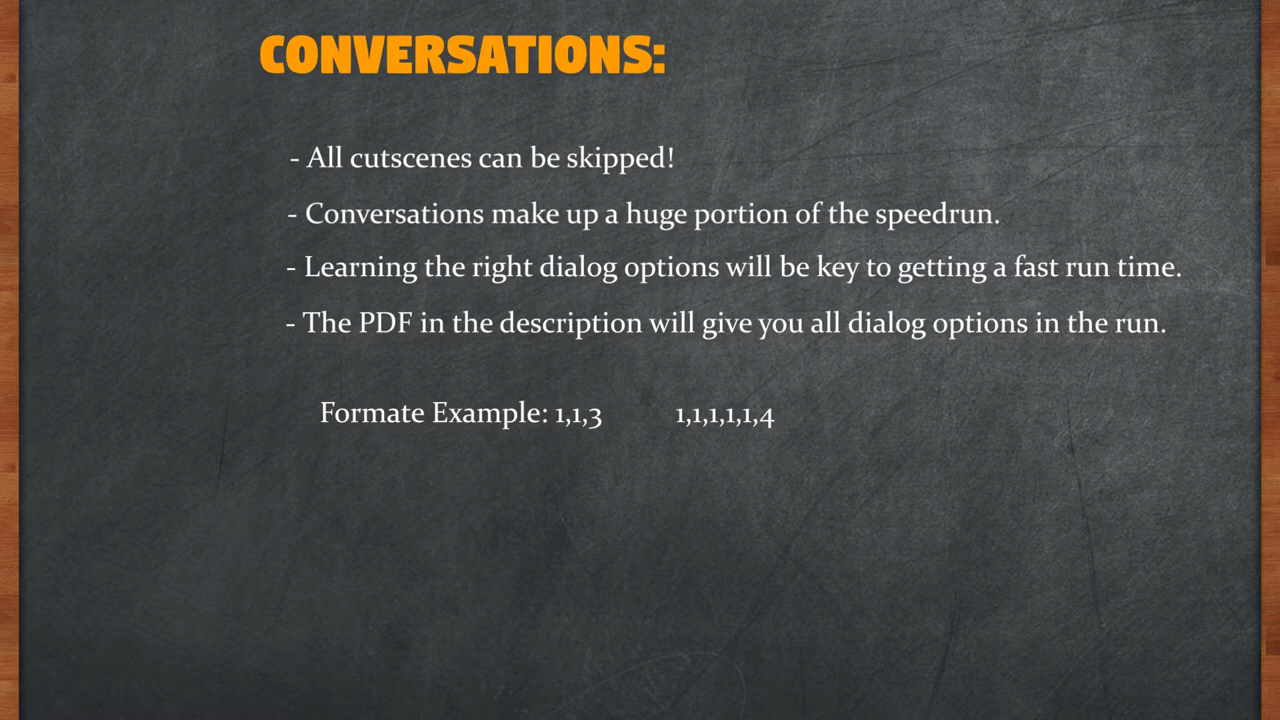 CONVERSATIONS:
- All cutscenes can be skipped!
- Conversations make up a huge portion of the speedrun.
- Learning the right dialog options will be key to getting a fast run time.
- The PDF in the description will give you all dialog options in the run.
Formate Example: 1,1,3 1,1,1,1,1,4